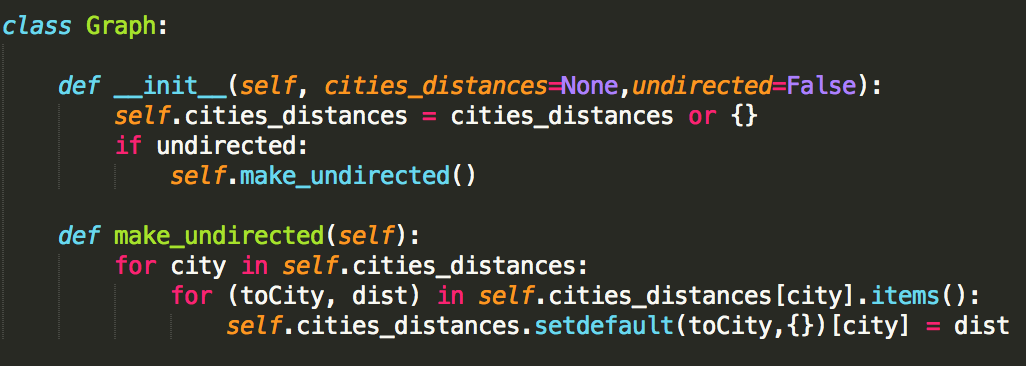 class Graph:
def __init__(self, cities_distances=None,undirected=False):
self.cities_distances = cities_distances or {}
if undirected:
self.make_undirected()
def make_undirected(self):
for city in self.cities_distances:
for (toCity, dist) in self.cities_distances[city].items():
self.cities_distances.setdefault(toCity,{})[city] = dist